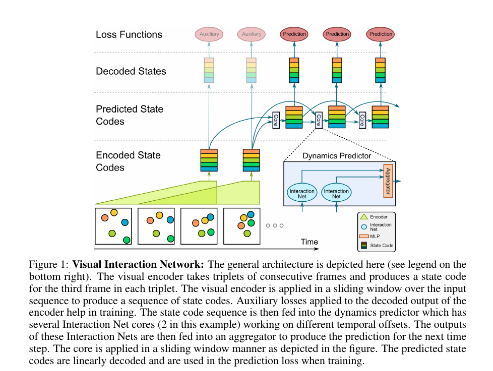 Loss Functions
Auxiliary
Auxiliary
Prediction
Prediction
Prediction
Decoded States
Predicted State
Codes
Core
Core
Core
Encoded State
Codes
Dynamics Predictor
Interaction
Net
Interaction
Net
Aggregator
Encoder
Interaction
Net
MLP
State Code
Time
Figure 1: Visual Interaction Network: The general architecture is depicted here (see legend on the
bottom right). The visual encoder takes triplets of consecutive frames and produces a state code
for the third frame in each triplet. The visual encoder is applied in a sliding window over the input
sequence to produce a sequence of state codes. Auxiliary losses applied to the decoded output of the
encoder help in training. The state code sequence is then fed into the dynamics predictor which has
several Interaction Net cores (2 in this example) working on different temporal offsets. The outputs
of these Interaction Nets are then fed into an aggregator to produce the prediction for the next time
step. The core is applied in a sliding window manner as depicted in the figure. The predicted state
codes are linearly decoded and are used in the prediction loss when training.